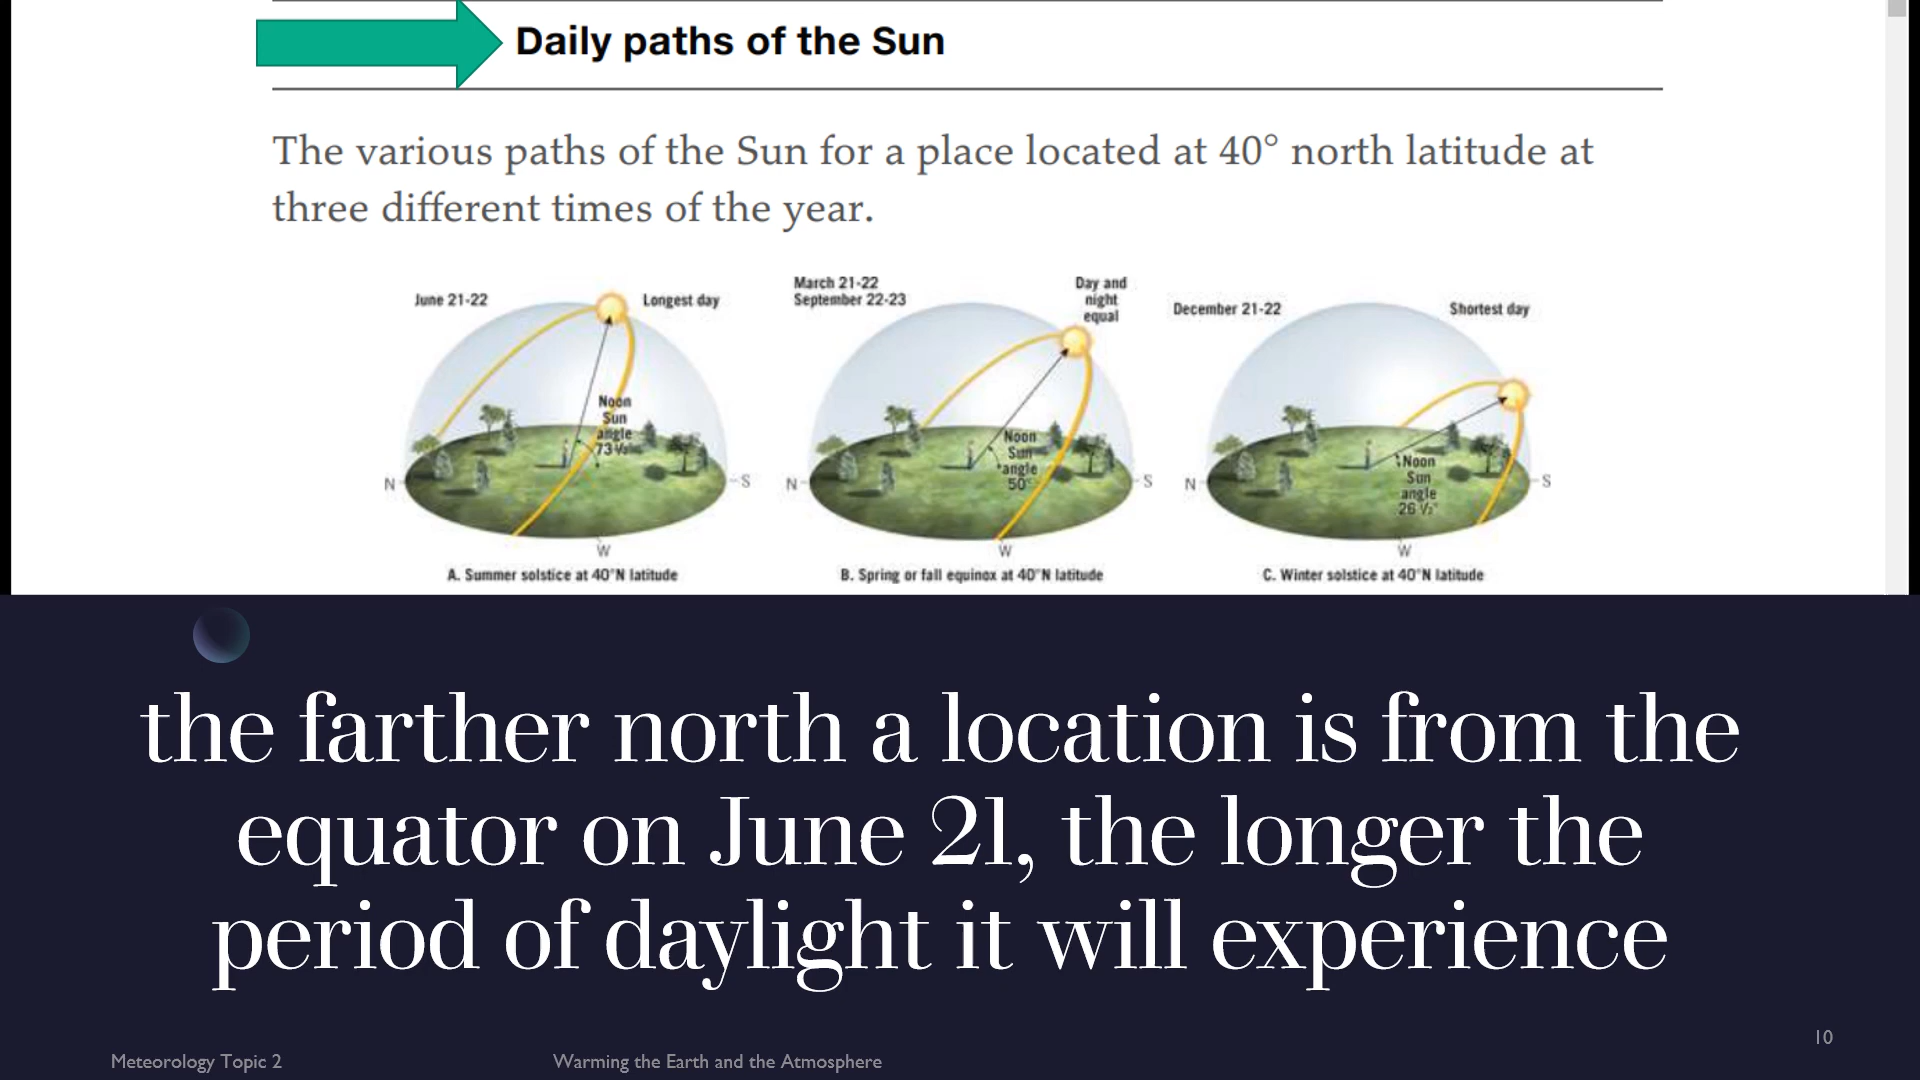 Daily paths of the Sun
The various paths of the Sun for a place located at 40° north latitude at
three different times of the year.
June 21-22
Longest day
Noon
Sun
angle
73½°
N
S
W
A. Summer solstice at 40°N latitude
March 21-22
September 22-23
Day and
night
equal
Noon
Sun
angle
50°
N
S
W
B. Spring or fall equinox at 40°N latitude
December 21-22
Shortest day
Noon
Sun
angle
26½°
N
S
W
C. Winter solstice at 40°N latitude
the farther north a location is from the
equator on June 21, the longer the
period of daylight it will experience
10
Meteorology Topic 2
Warming the Earth and the Atmosphere